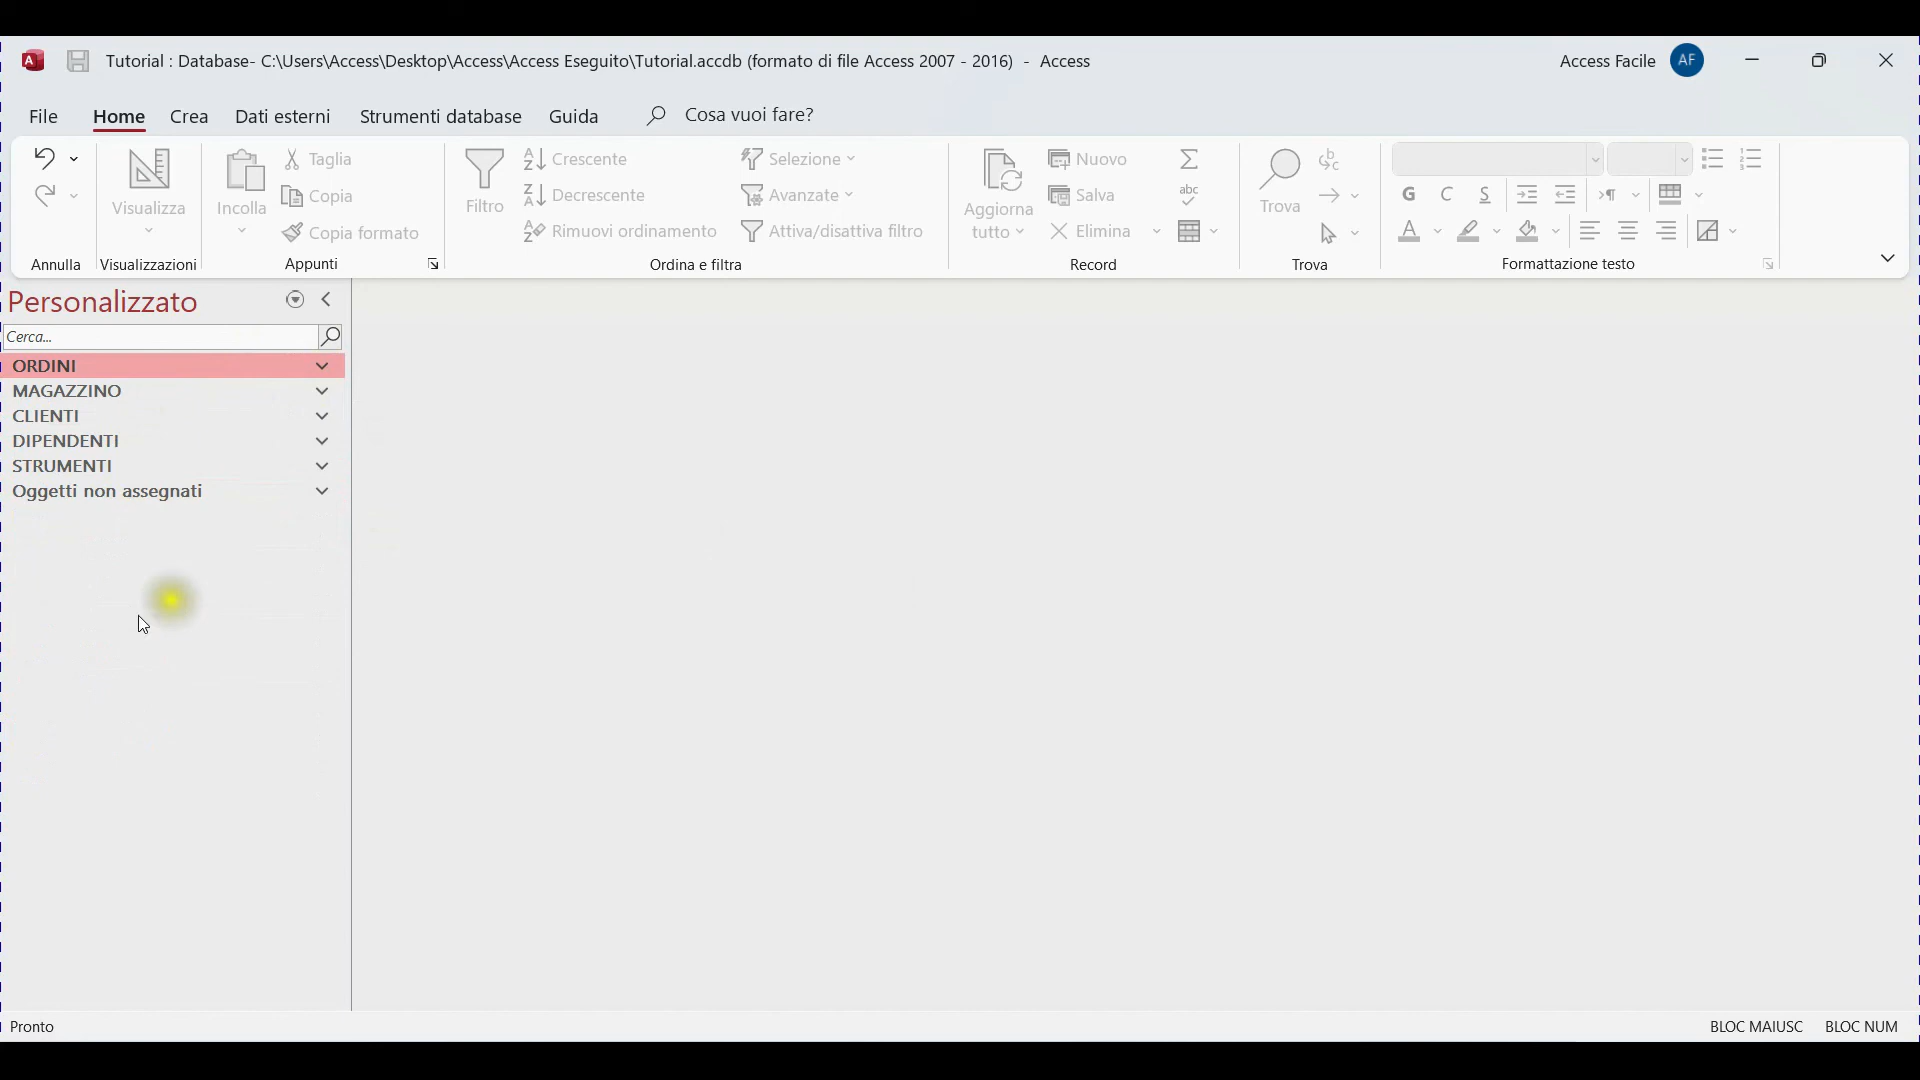 Tutorial : Database- C:\Users\Access\Desktop\Access\Access Eseguito\Tutorial.accdb (formato di file Access 2007 - 2016) - Access
Access Facile AF
File Home Crea Dati esterni Strumenti database Guida Cosa vuoi fare?
Taglia Crescente Selezione Nuovo
Copia Decrescente Avanzate Salva
Visualizza Incolla Filtro Aggiorna tutto Trova
Copia formato Rimuovi ordinamento Attiva/disattiva filtro Elimina
G C S
Annulla Visualizzazioni Appunti Ordina e filtra Record Trova Formattazione testo
Personalizzato
Cerca...
ORDINI
MAGAZZINO
CLIENTI
DIPENDENTI
STRUMENTI
Oggetti non assegnati
Pronto BLOC MAIUSC BLOC NUM